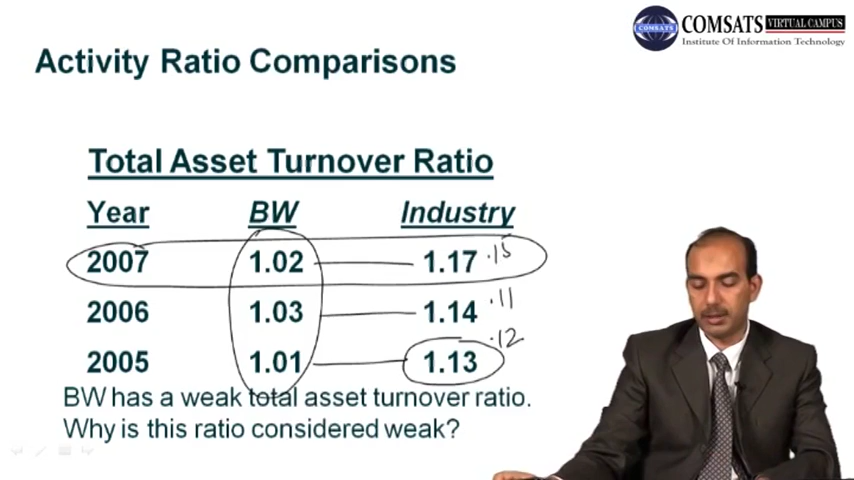 COMSATS VIRTUAL CAMPUS
Institute Of Information Technology
Activity Ratio Comparisons
Total Asset Turnover Ratio
Year BW Industry
2007 1.02 1.17 .15
2006 1.03 1.14 .11
2005 1.01 1.13 .12
BW has a weak total asset turnover ratio.
Why is this ratio considered weak?